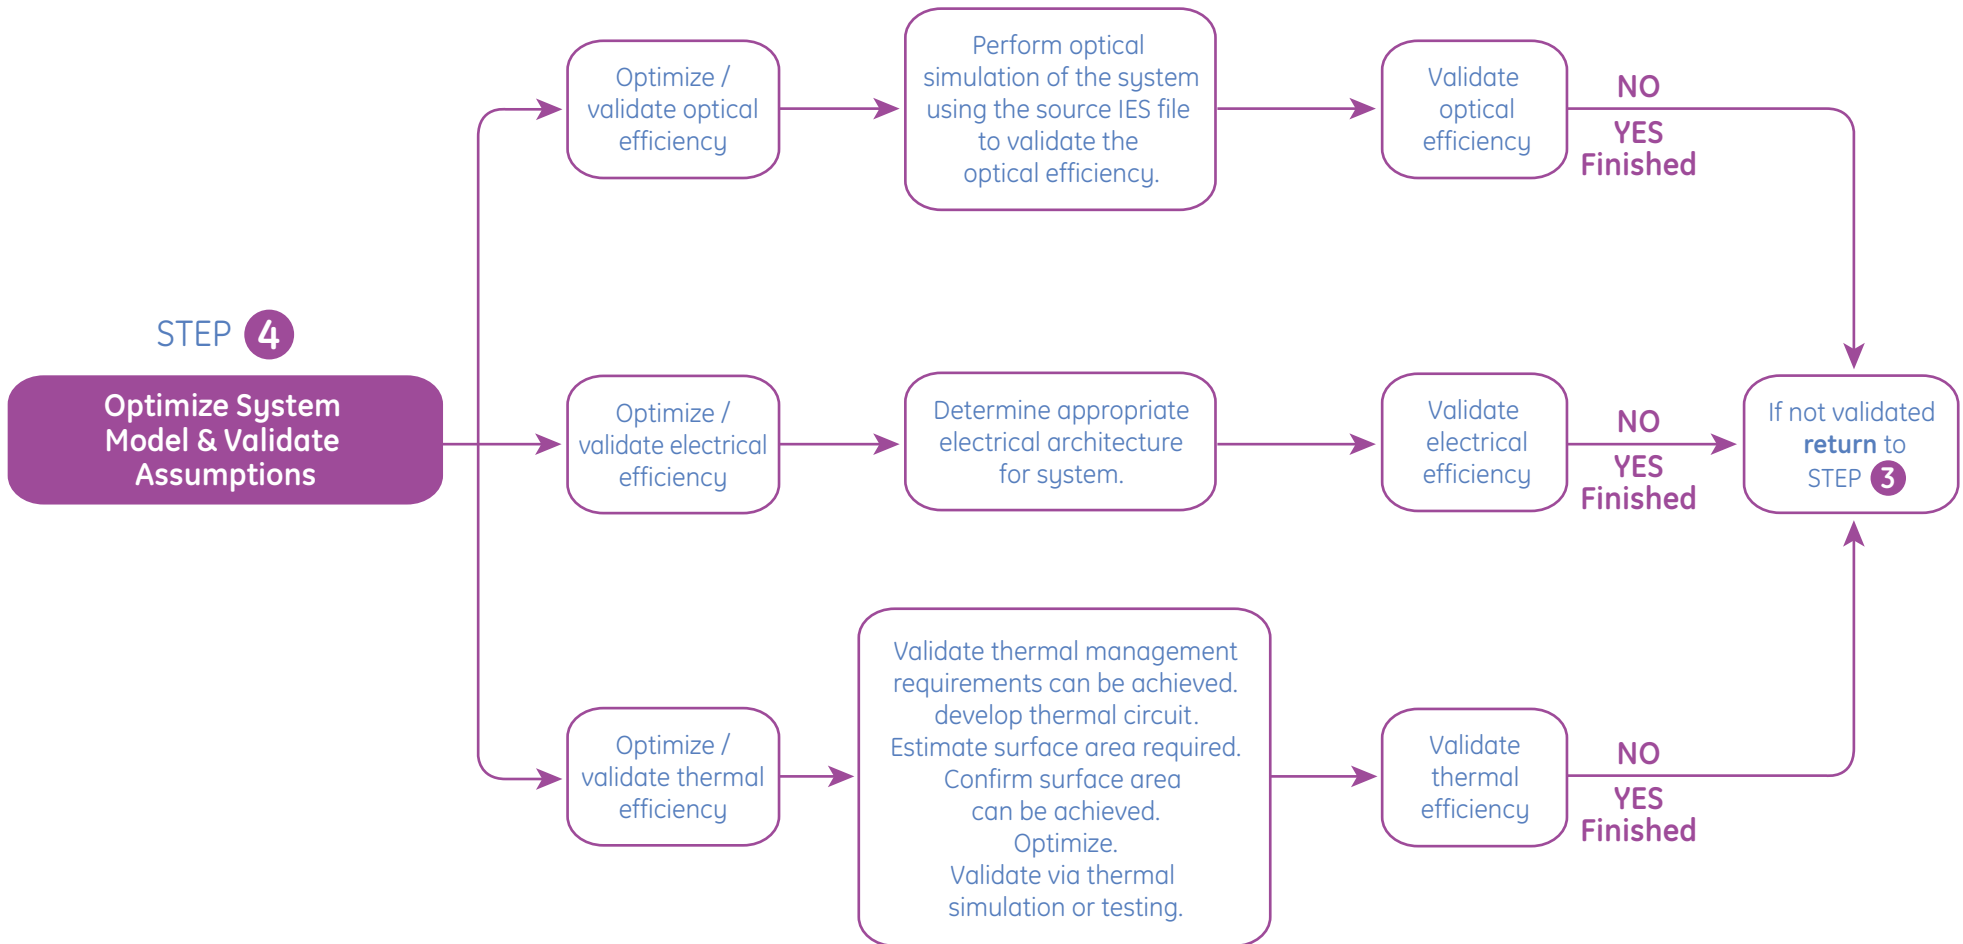 STEP 4
Optimize System
Model & Validate
Assumptions
Optimize /
validate optical
efficiency
Perform optical
simulation of the system
using the source IES file
to validate the
optical efficiency.
Validate
optical
efficiency
NO
YES
Finished
Optimize /
validate electrical
efficiency
Determine appropriate
electrical architecture
for system.
Validate
electrical
efficiency
NO
YES
Finished
If not validated
return to
STEP 3
Optimize /
validate thermal
efficiency
Validate thermal management
requirements can be achieved.
develop thermal circuit.
Estimate surface area required.
Confirm surface area
can be achieved.
Optimize.
Validate via thermal
simulation or testing.
Validate
thermal
efficiency
NO
YES
Finished